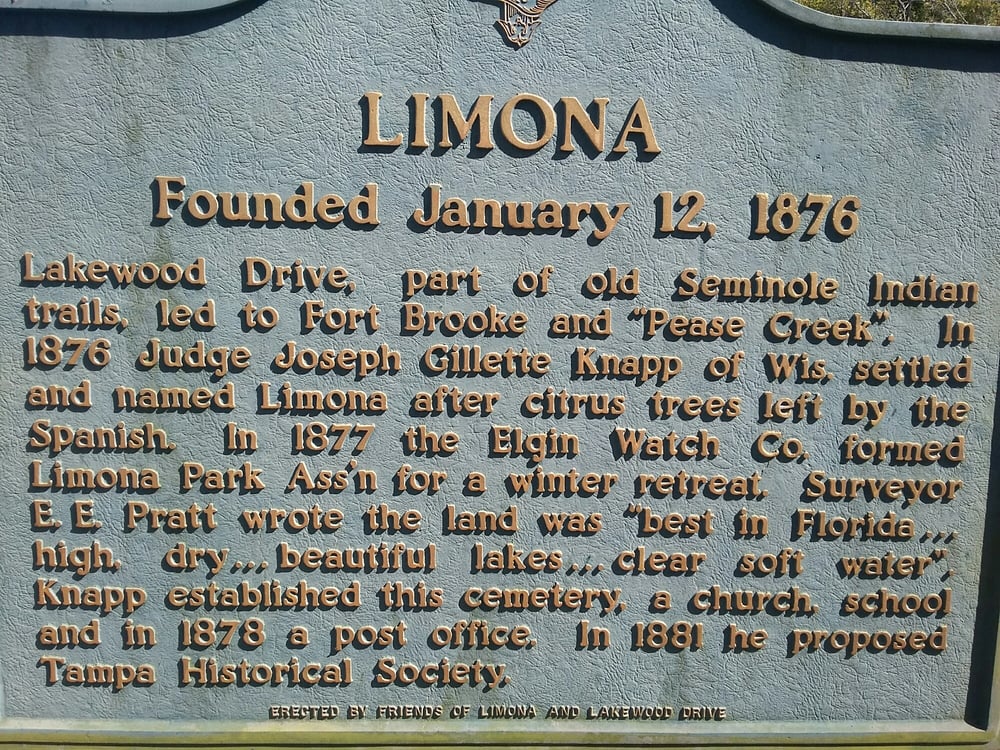 LIMONA
Founded January 12, 1876
Lakewood Drive, part of old Seminole Indian
trails, led to Fort Brooke and "Pease Creek". In
1876 Judge Joseph Gillette Knapp of Wis. settled
and named Limona after citrus trees left by the
Spanish. In 1877 the Elgin Watch Co. formed
Limona Park Ass'n for a winter retreat. Surveyor
E. E. Pratt wrote the land was "best in Florida...
high, dry... beautiful lakes... clear soft water".
Knapp established this cemetery, a church, school
and in 1878 a post office. In 1881 he proposed
Tampa Historical Society.
ERECTED BY FRIENDS OF LIMONA AND LAKEWOOD DRIVE